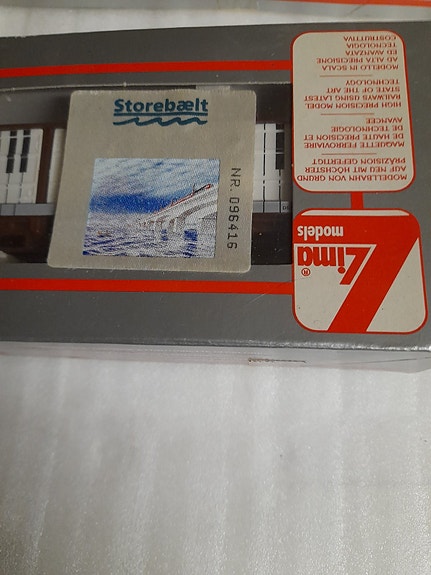 Storebælt
NR. 096416
MODELLBAHN VON GRUND
AUF NEU MIT HÖCHSTER
PRÄZISION GEFERTIGT
MAQUETTE FERROVIAIRE
DE HAUTE PRECISION ET
DE TECHNOLOGIE
AVANCEE
HIGH PRECISION MODEL
RAILWAYS USING LATEST
STATE OF THE ART
TECHNOLOGY
MODELLO IN SCALA
AD ALTA PRECISIONE
ED AVANZATA
TECNOLOGIA
COSTRUTTIVA
Lima®
models